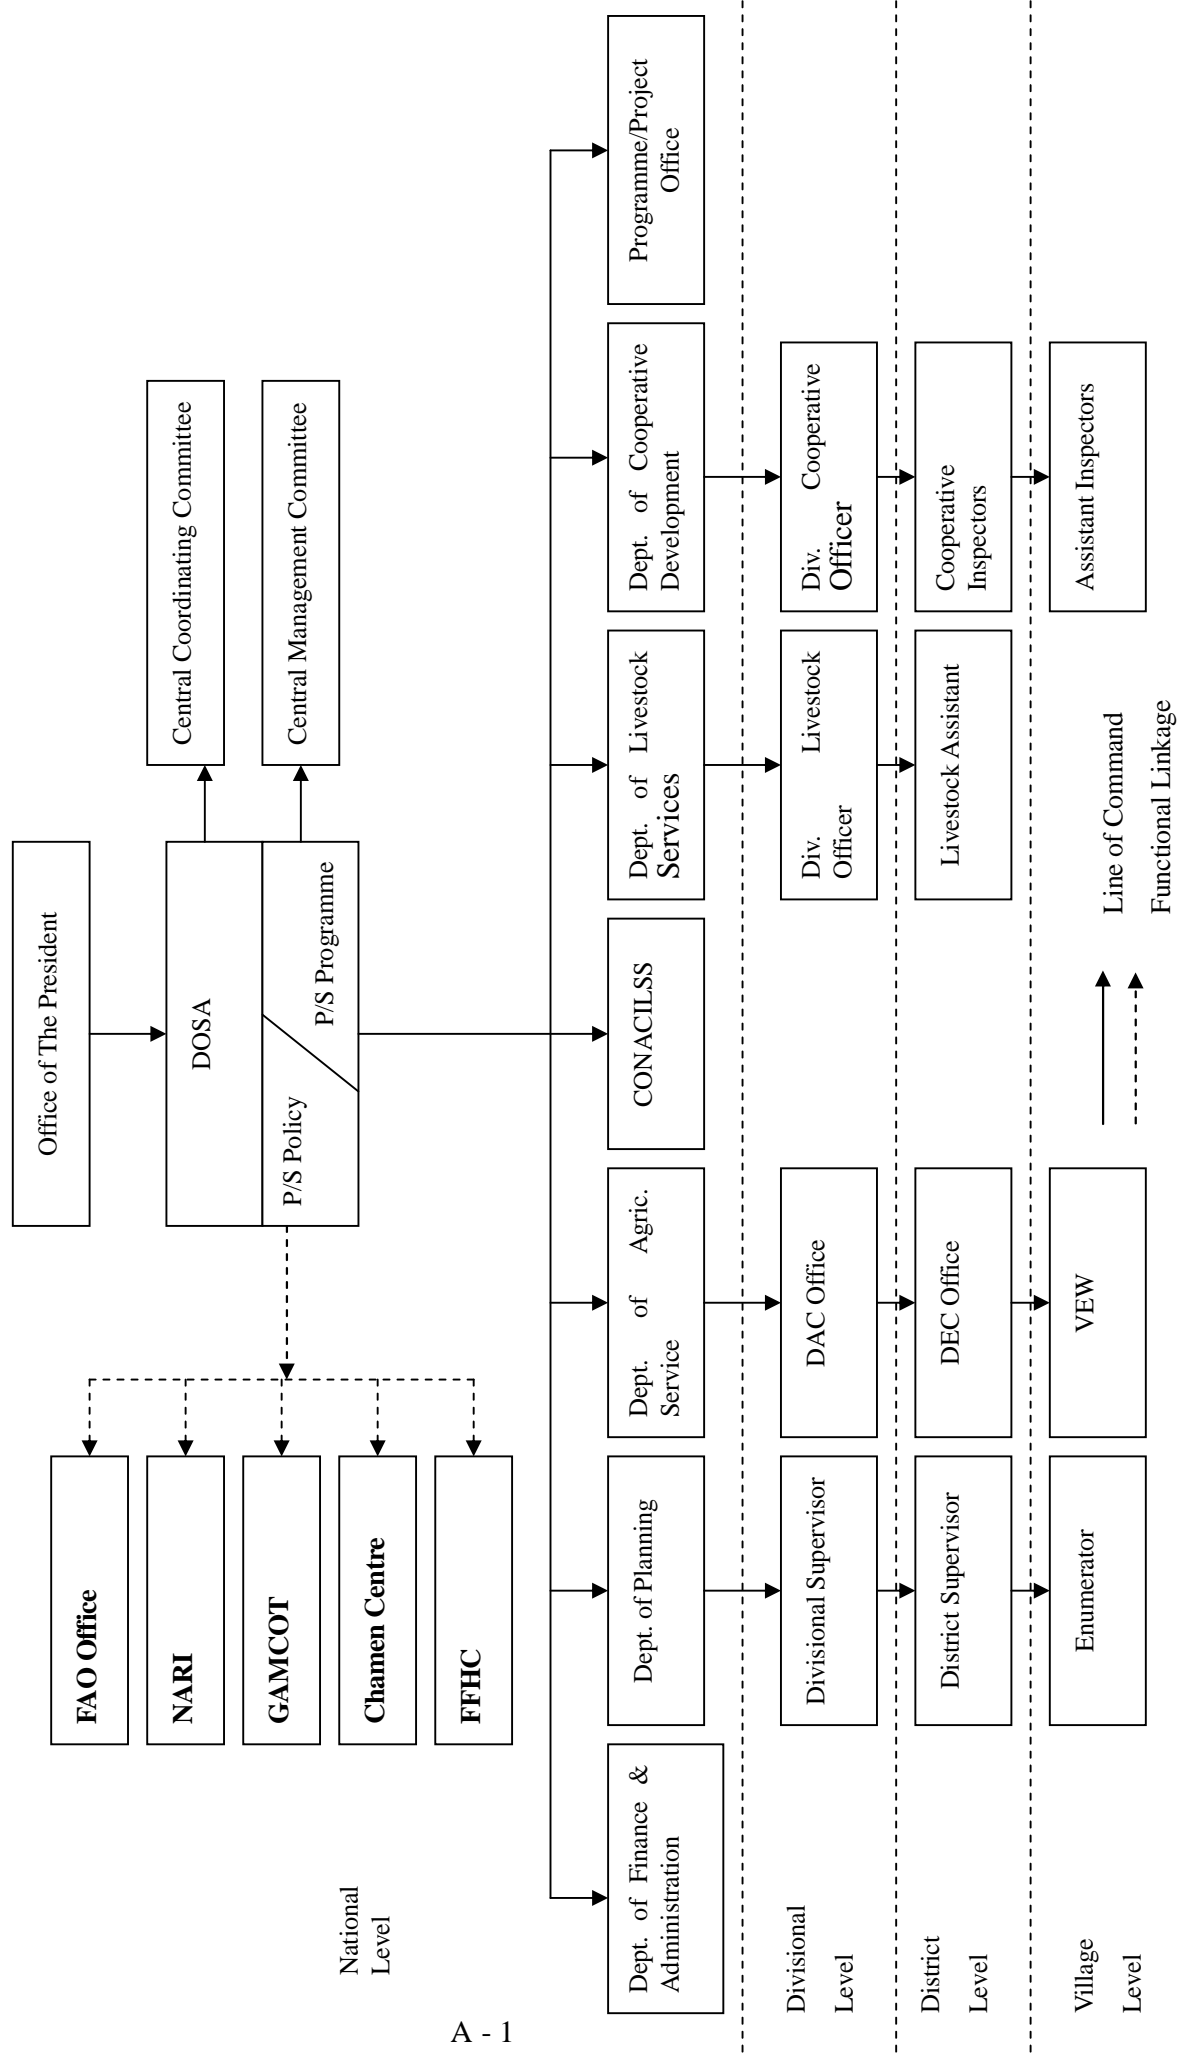 Office of The President
DOSA
P/S Policy
P/S Programme
Central Coordinating Committee
Central Management Committee
FAO Office
NARI
GAMCOT
Chamen Centre
FFHC
National
Level
Dept. of Finance &
Administration
Dept. of Planning
Dept. of Agric.
Service
CONACILSS
Dept. of Livestock
Services
Dept. of Cooperative
Development
Programme/Project
Office
Divisional
Level
Divisional Supervisor
DAC Office
Div. Livestock
Officer
Div. Cooperative
Officer
District
Level
District Supervisor
DEC Office
Livestock Assistant
Cooperative
Inspectors
Village
Level
Enumerator
VEW
Assistant Inspectors
Line of Command
Functional Linkage
A - 1